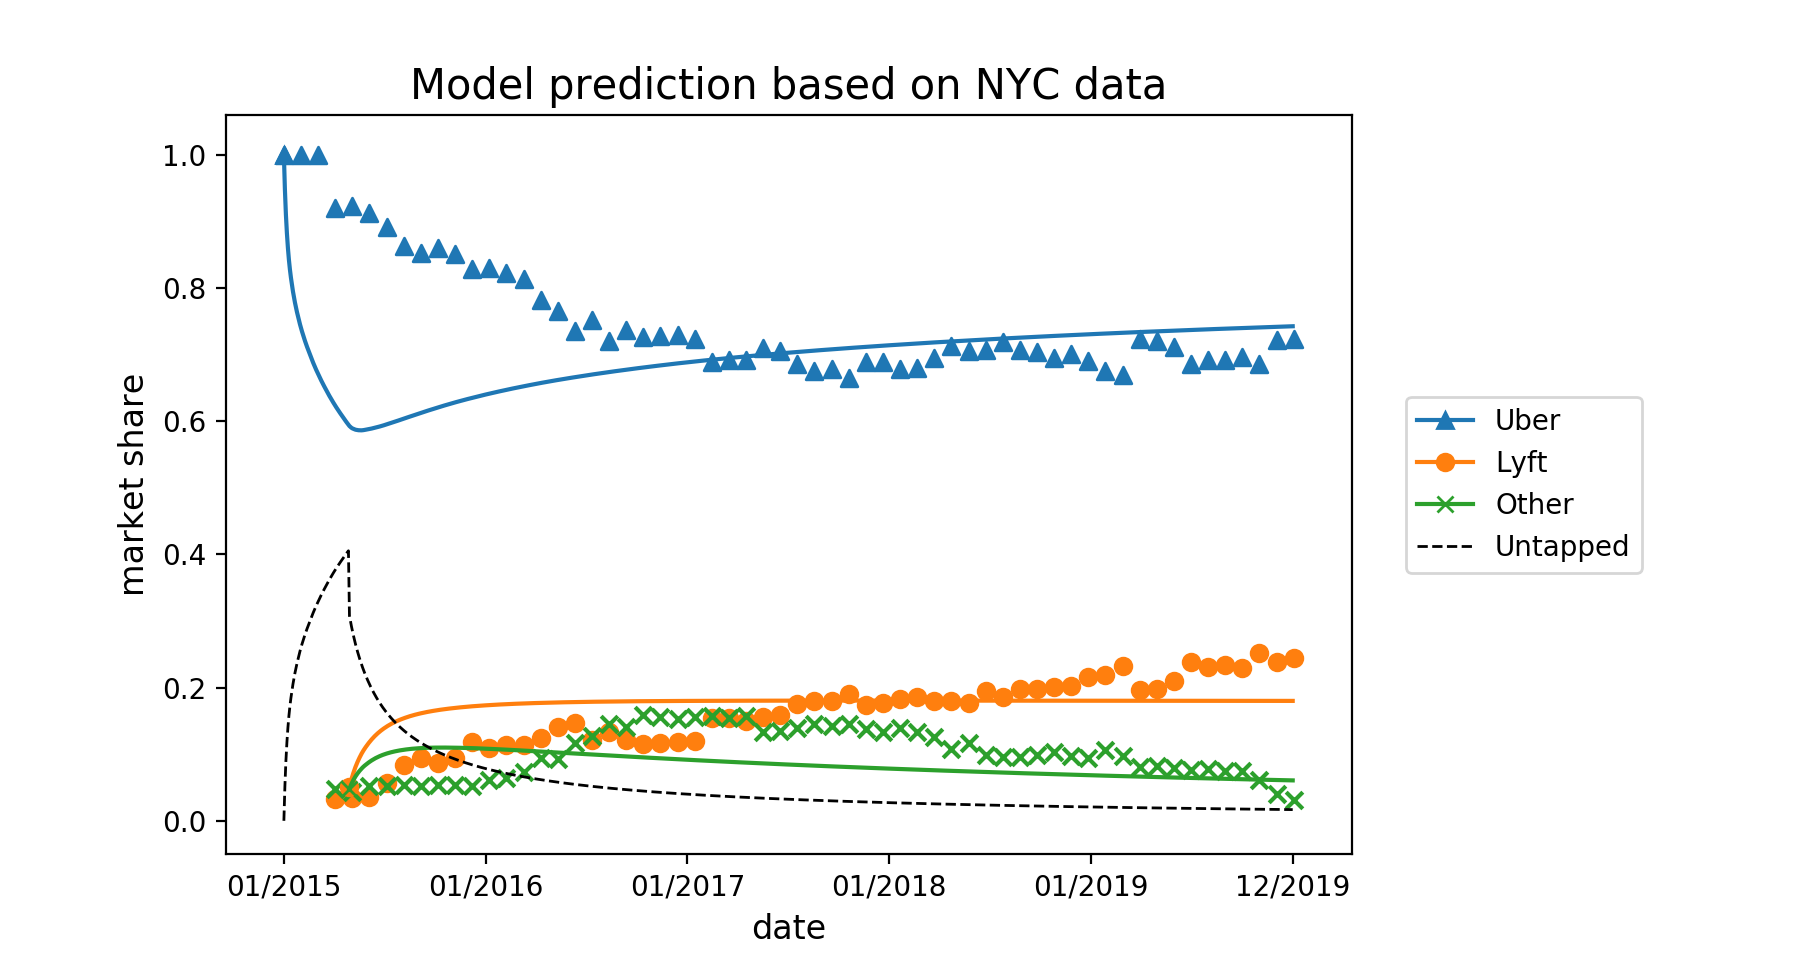 Model prediction based on NYC data
1.0
0.8
0.6
0.4
0.2
0.0
market share
01/2015
01/2016
01/2017
01/2018
01/2019
12/2019
date
Uber
Lyft
Other
Untapped